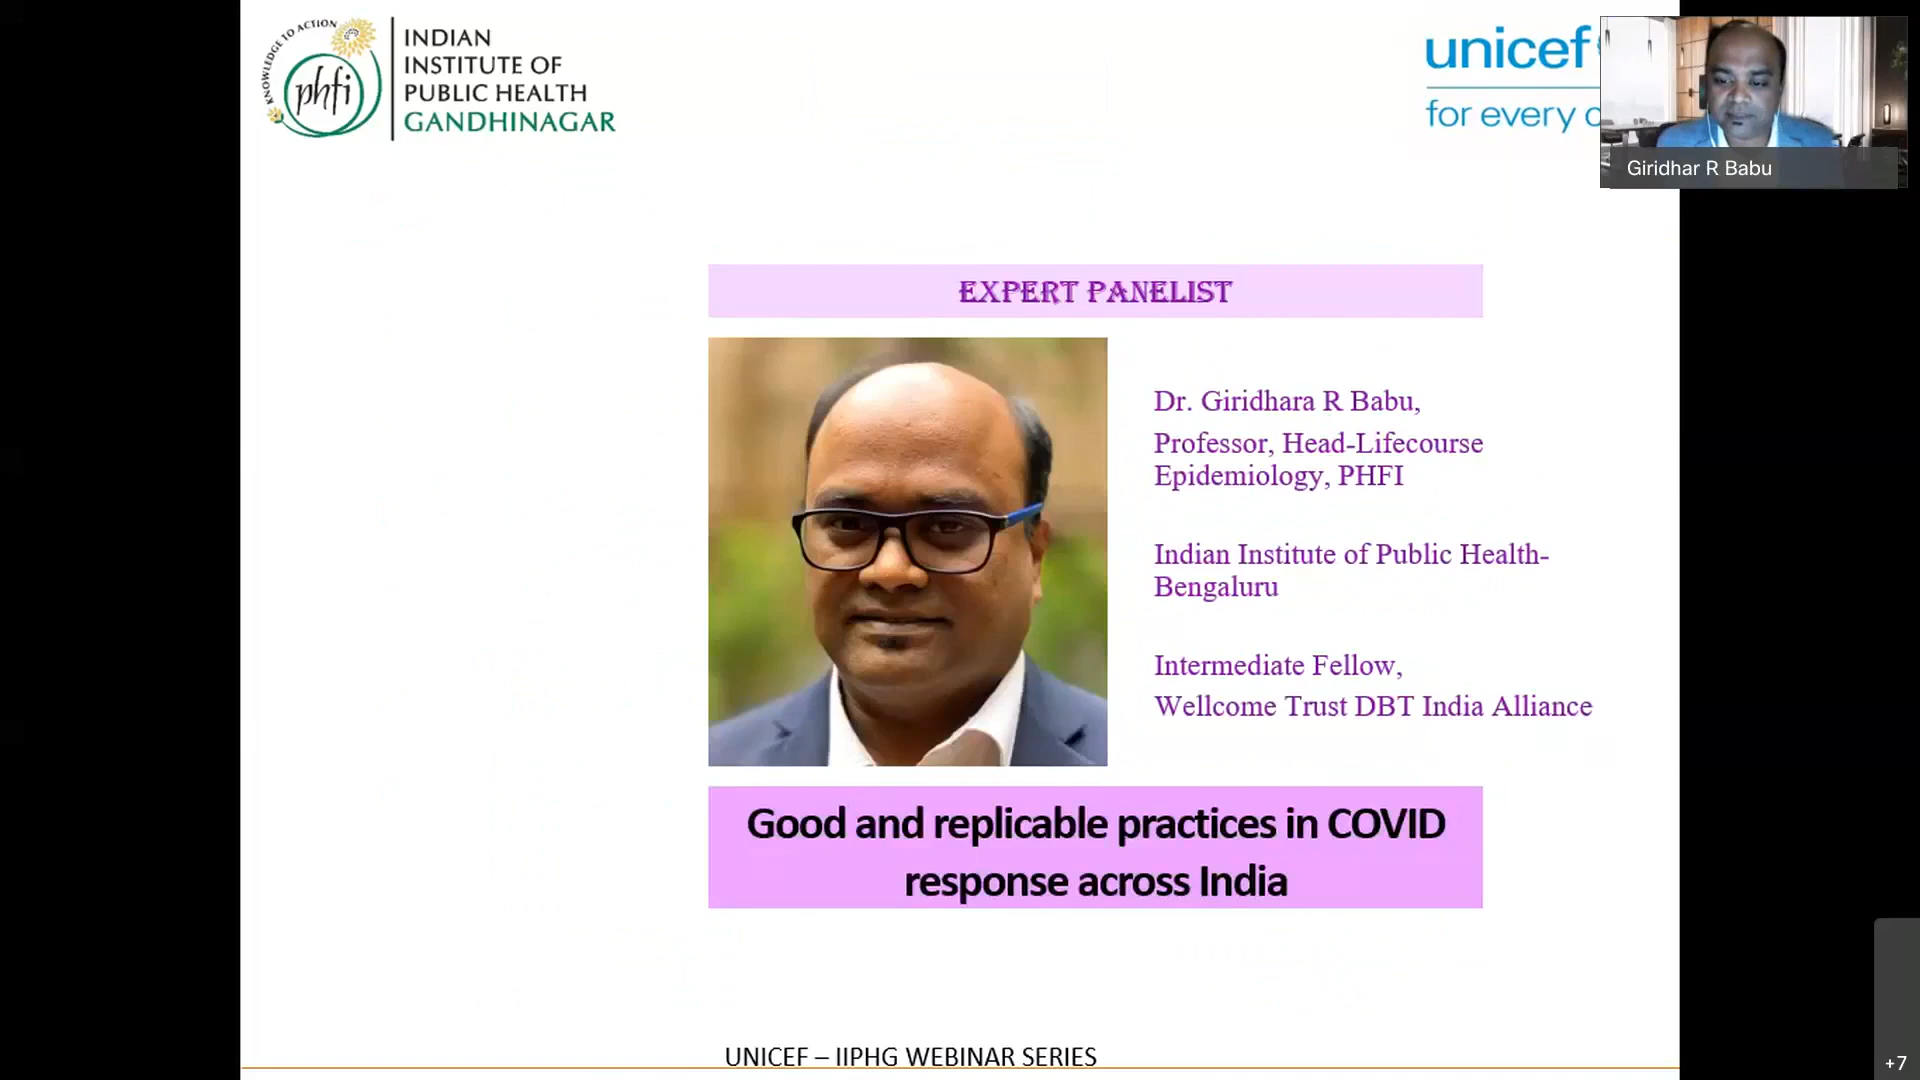 KNOWLEDGE TO ACTION
phfi
INDIAN
INSTITUTE OF
PUBLIC HEALTH
GANDHINAGAR
unicef
for every c
Giridhar R Babu
EXPERT PANELIST
Dr. Giridhara R Babu,
Professor, Head-Lifecourse
Epidemiology, PHFI
Indian Institute of Public Health-
Bengaluru
Intermediate Fellow,
Wellcome Trust DBT India Alliance
Good and replicable practices in COVID
response across India
UNICEF – IIPHG WEBINAR SERIES
+7